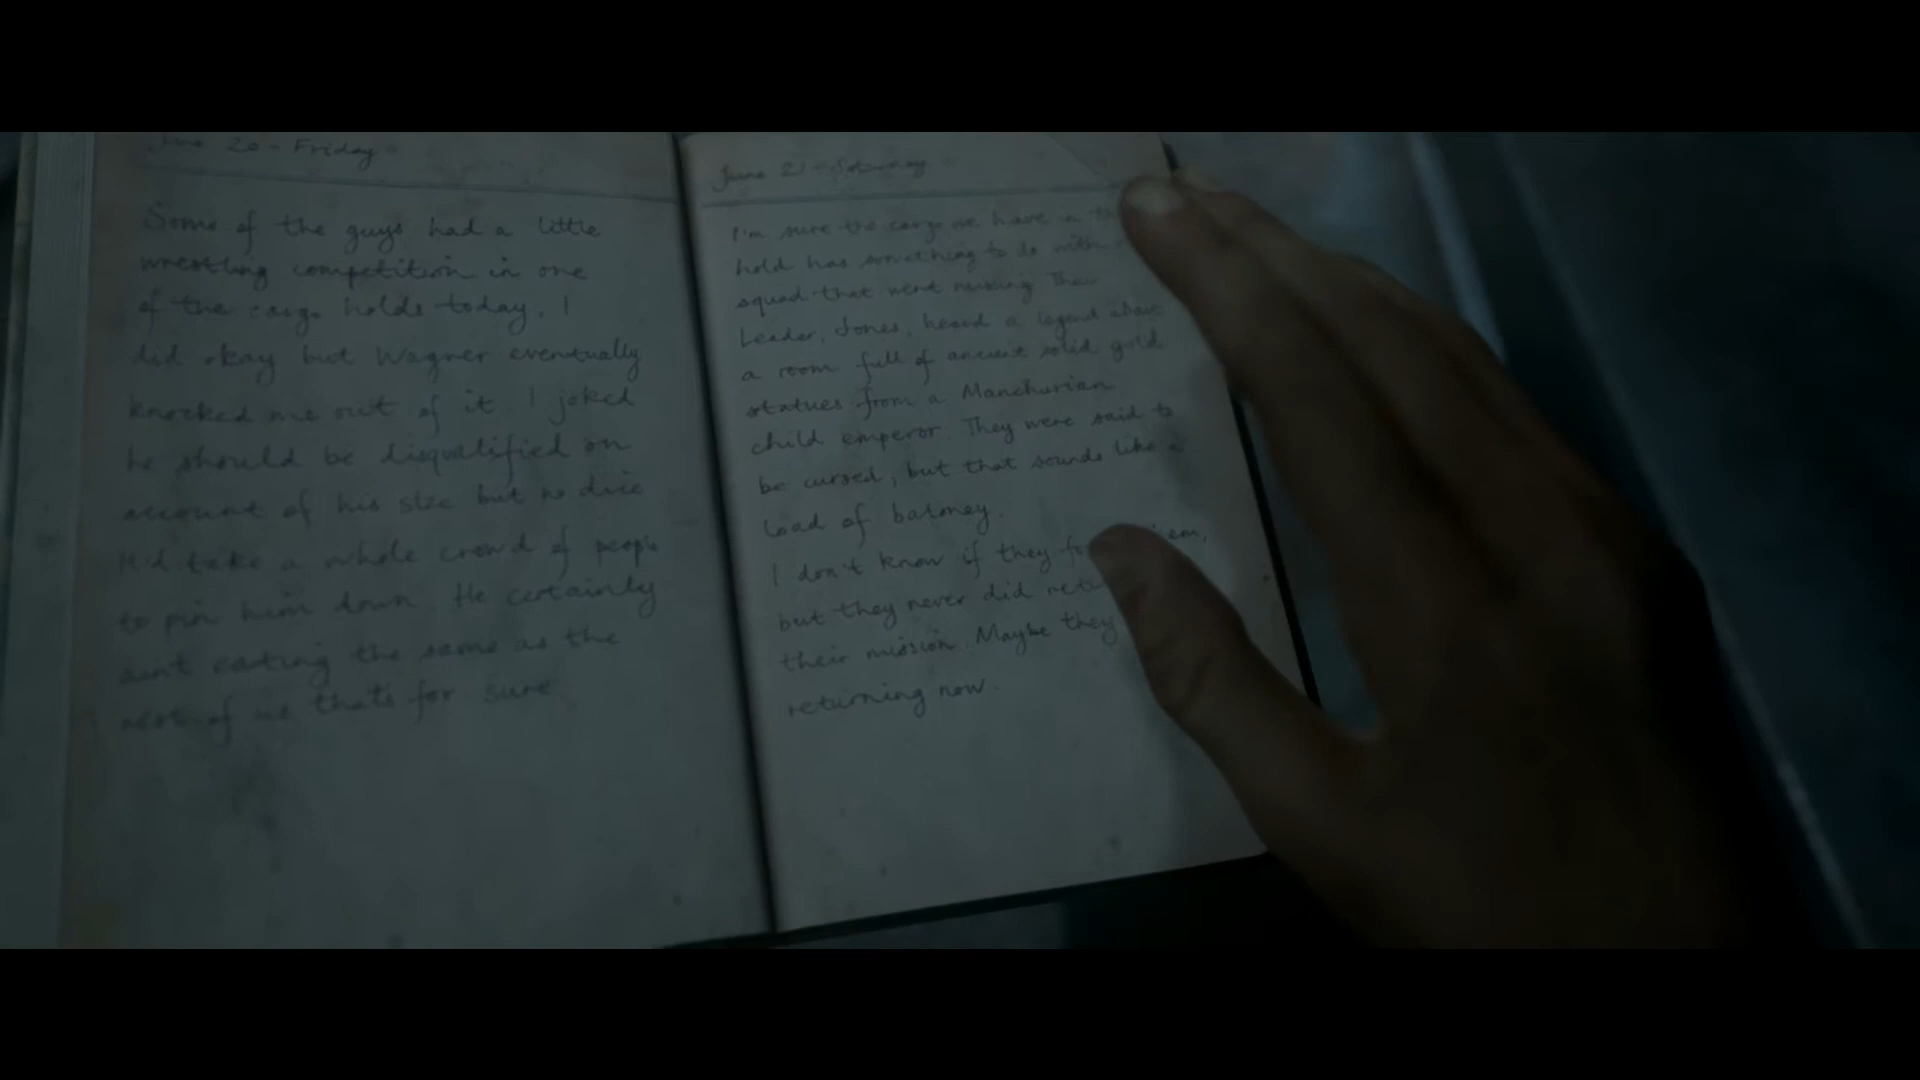 June 20 - Friday
Some of the guys had a little
wrestling competition in one
of the cargo holds today. I
did okay but Wagner eventually
knocked me out of it. I joked
he should be disqualified on
account of his size but no dice
It'd take a whole crowd of people
to pin him down. He certainly
aint eating the same as the
rest of us thats for sure
June 21 - Saturday
I'm sure the cargo we have in
hold has something to do with
squad that went missing. Their
Leader, Jones, heard a legend about
a room full of ancient solid gold
statues from a Manchurian
child emperor. They were said to
be cursed, but that sounds like a
load of baloney.
I don't know if they
but they never did
their mission. Maybe they
returning now.